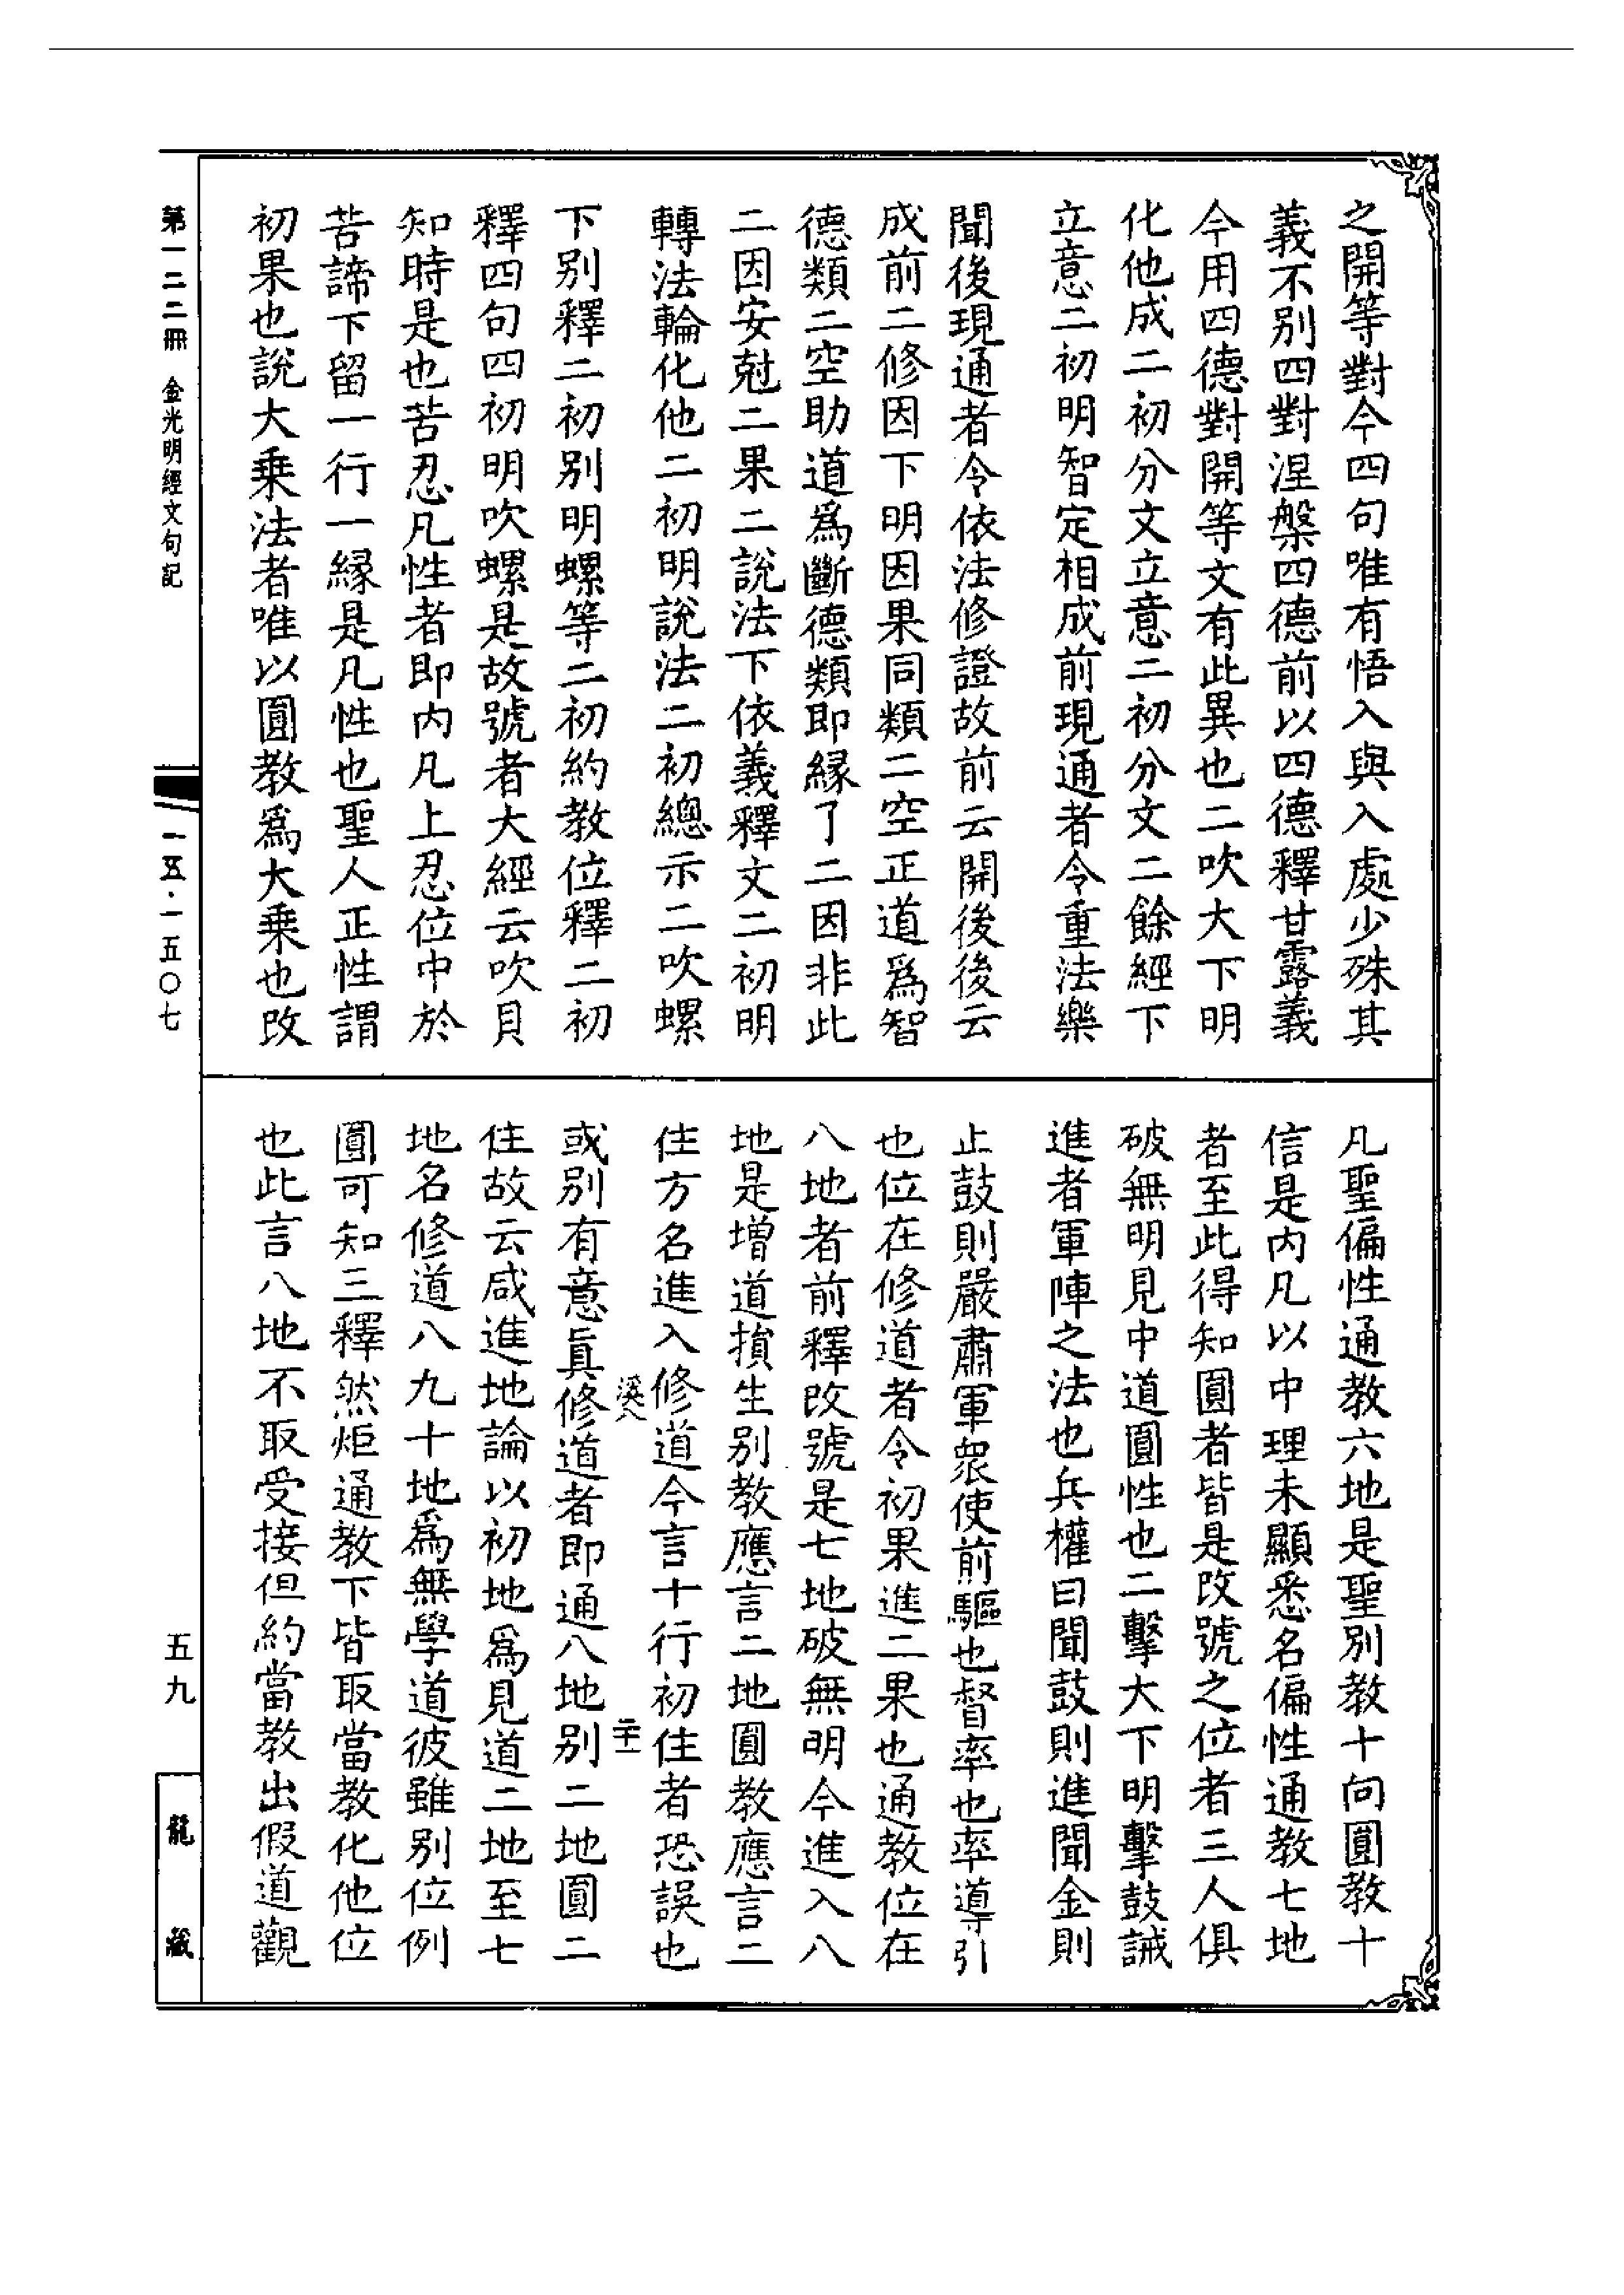 之開等對今四句唯有悟入與入處少殊其
義不別四對涅槃四德前以四德釋甘露義
今用四德對開等文有此異也二吹大下明
化他成二初分文立意二初分文二餘經下
立意二初明智定相成前現通者令重法樂
聞後現通者令依法修證故前云開後後云
成前二修因下明因果同類二空正道為智
德類二空助道為斷德類即緣了二因非此
二因安尅二果二說法下依義釋文二初明
轉法輪化他二初明說法二初總示二吹螺
下別釋二初別明螺等二初約教位釋二初
釋四句四初明吹螺是故號者大經云吹貝
知時是也苦忍凡性者即內凡上忍位中於
苦諦下留一行一緣是凡性也聖人正性謂
初果也說大乘法者唯以圓教為大乘也改
凡聖偏性通教六地是聖別教十向圓教十
信是內凡以中理未顯悉名偏性通教七地
者至此得知圓者皆是改號之位者三人俱
破無明見中道圓性也二擊大下明擊鼓誡
進者軍陣之法也兵權曰聞鼓則進聞金則
止鼓則嚴肅軍眾使前驅也督率也率導引
也位在修道者令初果進二果也通教位在
八地者前釋改號是七地破無明今進入八
地是增道損生別教應言二地圓教應言二
住方名進入修道今言十行初住者恐誤也
或別有意真修道者即通八地別二地圓二
住故云咸進地論以初地為見道二地至七
地名修道八九十地為無學道彼雖別位例
圓可知三釋然炬通教下皆取當教化他位
也此言八地不取受接但約當教出假道觀
溪八
二十一
第一二二冊 金光明經文句記
一五·一五〇七
五九
龍藏